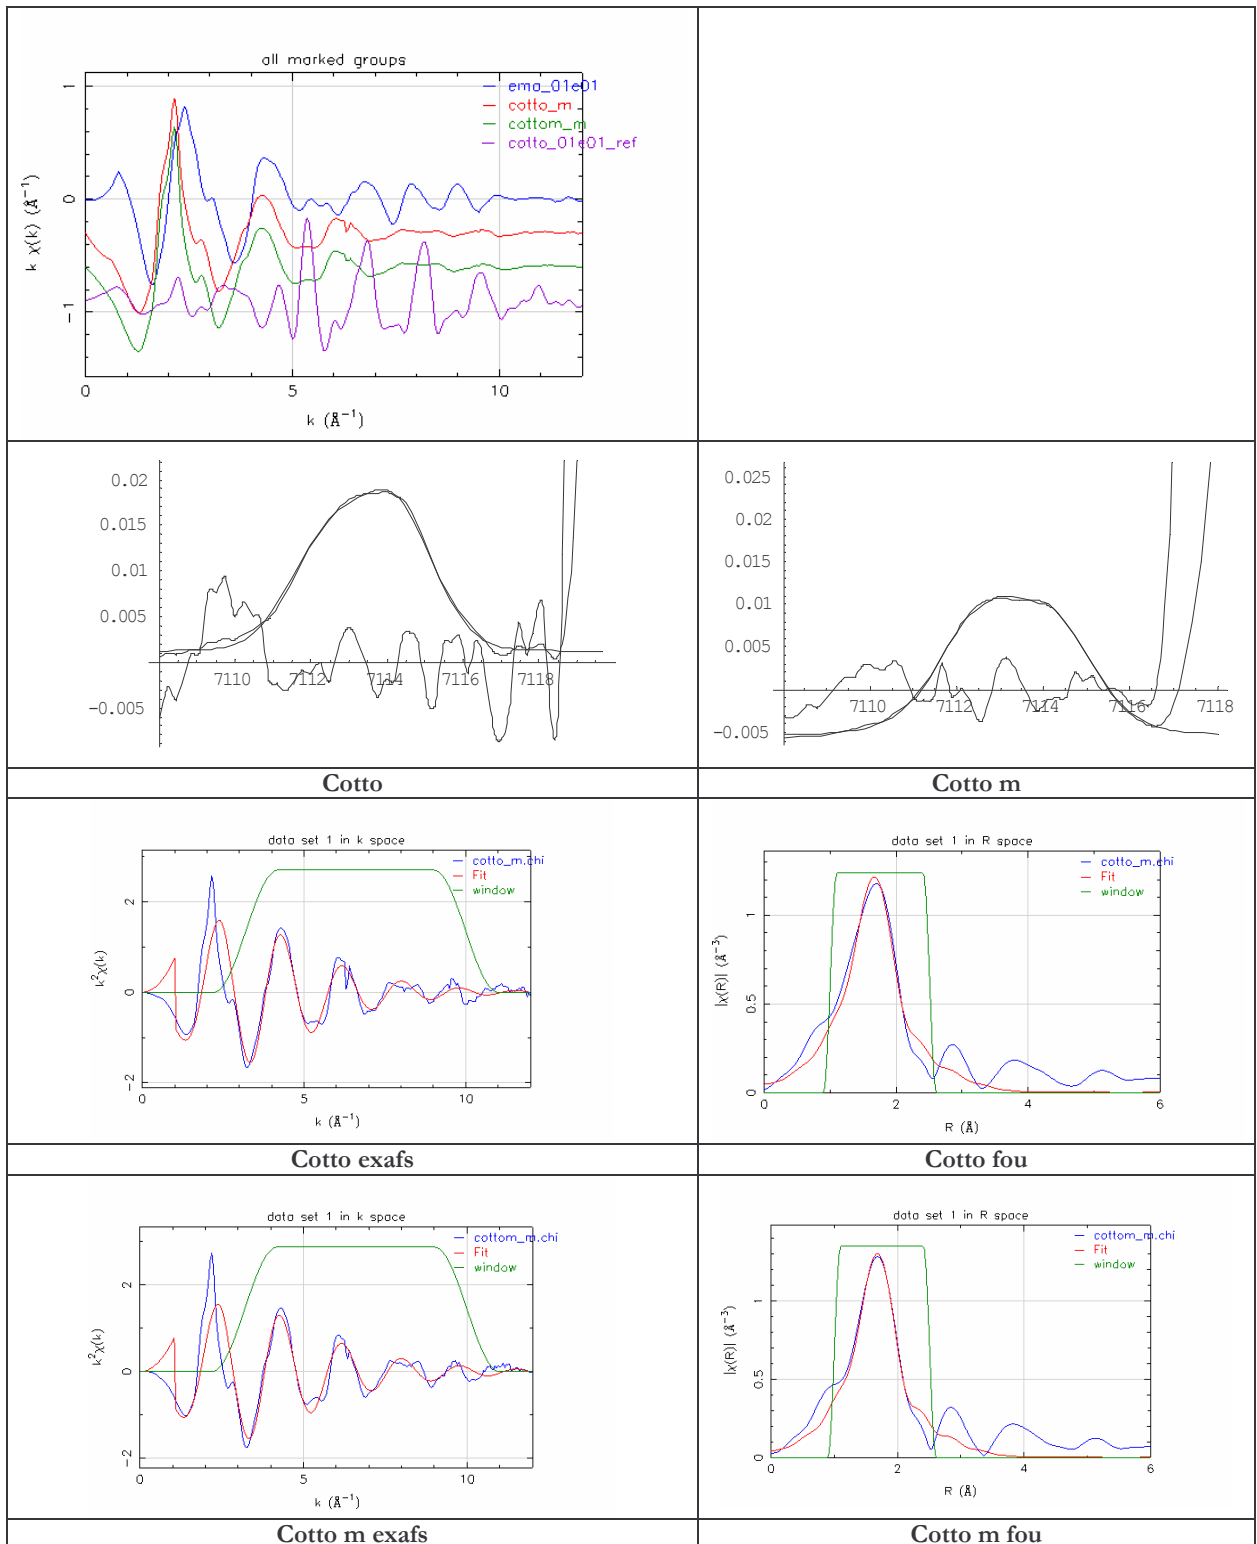 all marked groups
ema_01e01
cotto_m
cottom_m
cotto_01e01_ref
k χ(k) (Å⁻¹)
1
0
−1
0 5 10
k (Å⁻¹)
0.02
0.015
0.01
0.005
−0.005
7110 7112 7114 7116 7118
0.025
0.02
0.015
0.01
0.005
−0.005
7110 7112 7114 7116 7118
Cotto
Cotto m
data set 1 in k space
cotto_m.chi
Fit
window
k²χ(k)
2
0
−2
0 5 10
k (Å⁻¹)
data set 1 in R space
cotto_m.chi
Fit
window
|χ(R)| (Å⁻³)
1
0.5
0
0 2 4 6
R (Å)
Cotto exafs
Cotto fou
data set 1 in k space
cottom_m.chi
Fit
window
k²χ(k)
2
0
−2
0 5 10
k (Å⁻¹)
data set 1 in R space
cottom_m.chi
Fit
window
|χ(R)| (Å⁻³)
1
0.5
0
0 2 4 6
R (Å)
Cotto m exafs
Cotto m fou